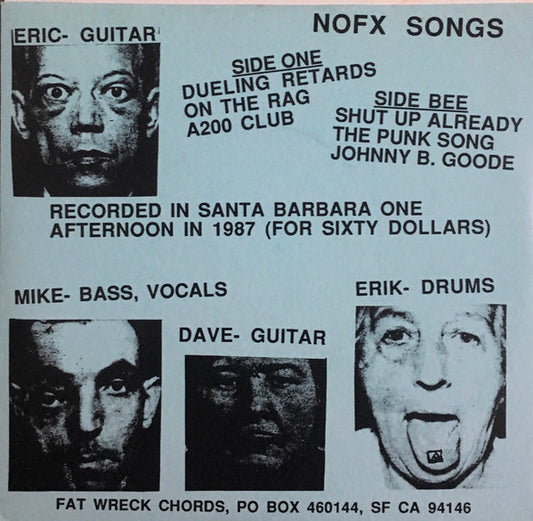 NOFX SONGS
ERIC- GUITAR
SIDE ONE
DUELING RETARDS
ON THE RAG
A200 CLUB
SIDE BEE
SHUT UP ALREADY
THE PUNK SONG
JOHNNY B. GOODE
RECORDED IN SANTA BARBARA ONE
AFTERNOON IN 1987 (FOR SIXTY DOLLARS)
MIKE- BASS, VOCALS
DAVE- GUITAR
ERIK- DRUMS
FAT WRECK CHORDS, PO BOX 460144, SF CA 94146